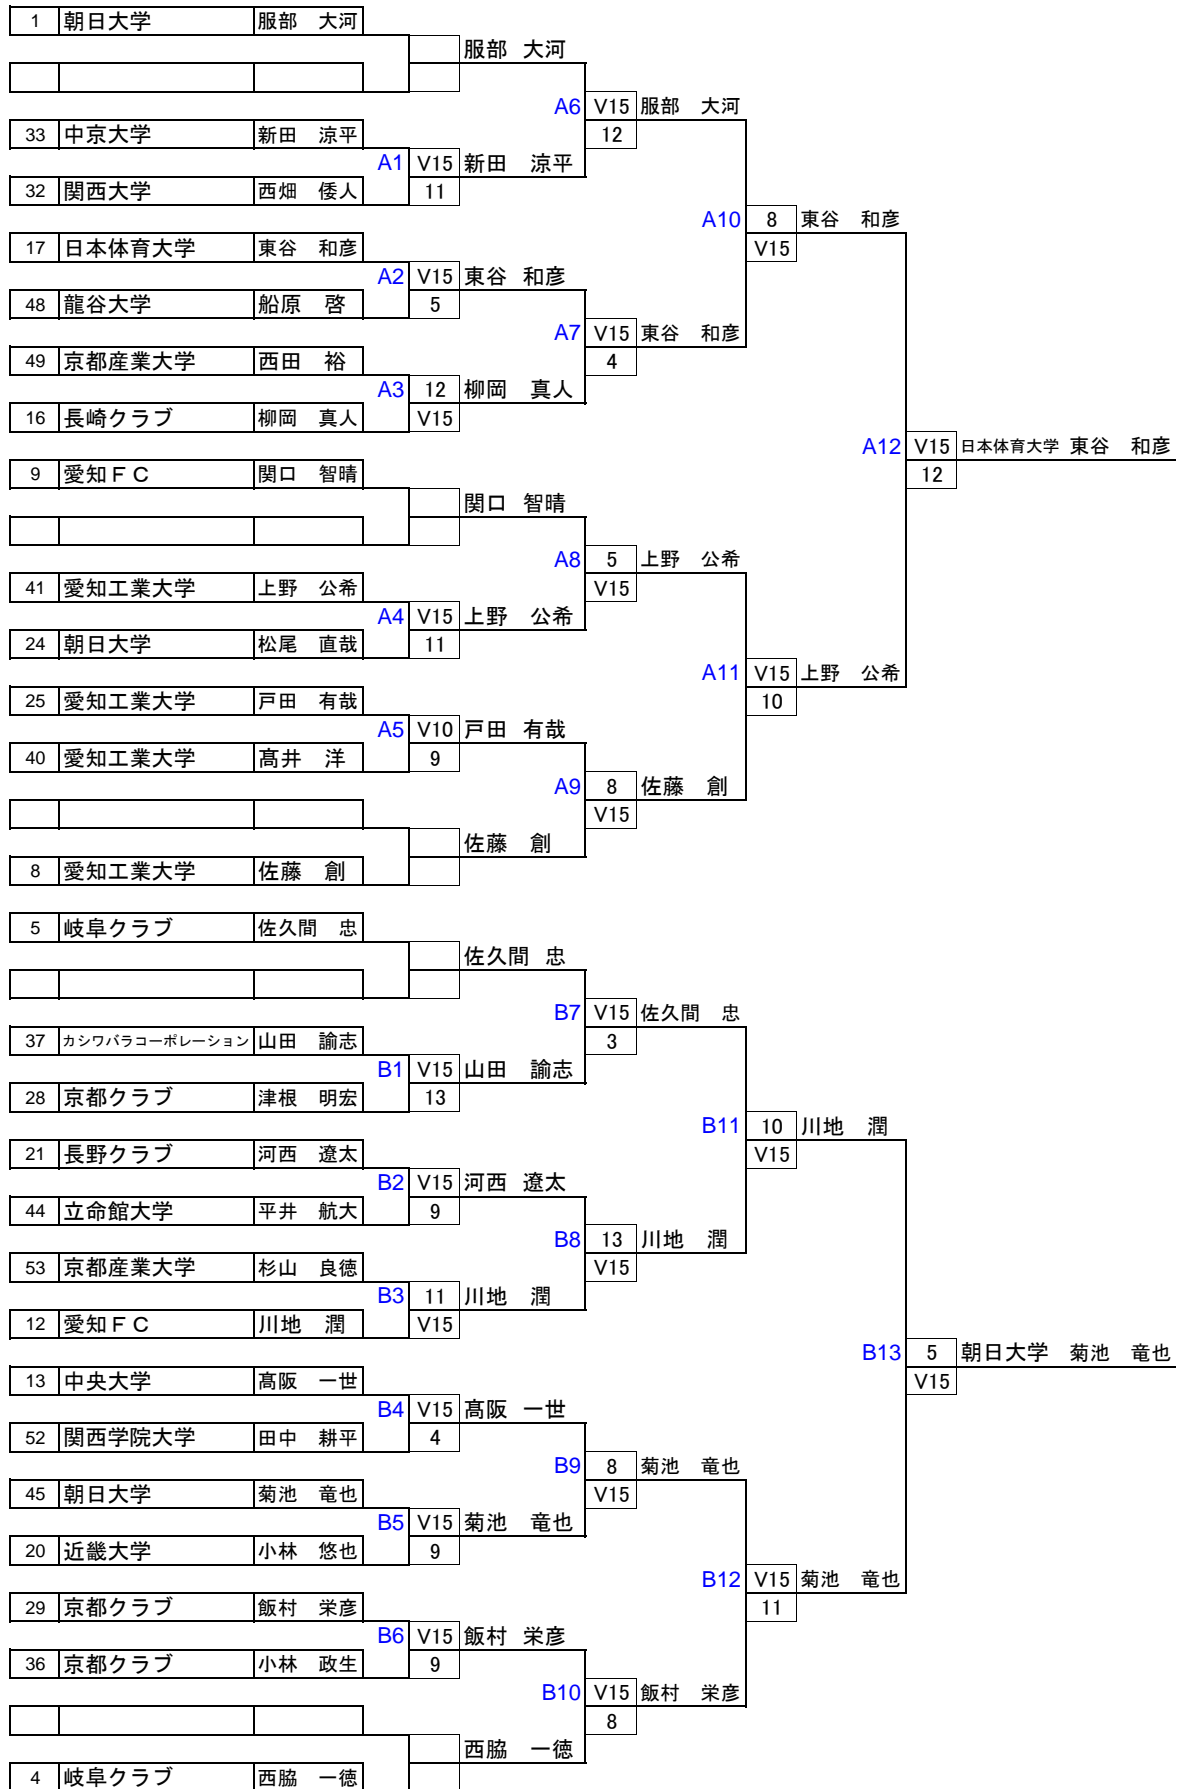 1 朝日大学 服部 大河
服部 大河
A6 V15 服部 大河
33 中京大学 新田 涼平 12
A1 V15 新田 涼平
32 関西大学 西畑 倭人 11
A10 8 東谷 和彦
17 日本体育大学 東谷 和彦 V15
A2 V15 東谷 和彦
48 龍谷大学 船原 啓 5
A7 V15 東谷 和彦
49 京都産業大学 西田 裕 4
A3 12 柳岡 真人
16 長崎クラブ 柳岡 真人 V15
A12 V15 日本体育大学 東谷 和彦
9 愛知FC 関口 智晴 12
関口 智晴
A8 5 上野 公希
41 愛知工業大学 上野 公希 V15
A4 V15 上野 公希
24 朝日大学 松尾 直哉 11
A11 V15 上野 公希
25 愛知工業大学 戸田 有哉 10
A5 V10 戸田 有哉
40 愛知工業大学 髙井 洋 9
A9 8 佐藤 創
V15
佐藤 創
8 愛知工業大学 佐藤 創
5 岐阜クラブ 佐久間 忠
佐久間 忠
B7 V15 佐久間 忠
37 カシワバラコーポレーション 山田 諭志 3
B1 V15 山田 諭志
28 京都クラブ 津根 明宏 13
B11 10 川地 潤
21 長野クラブ 河西 遼太 V15
B2 V15 河西 遼太
44 立命館大学 平井 航大 9
B8 13 川地 潤
53 京都産業大学 杉山 良徳 V15
B3 11 川地 潤
12 愛知FC 川地 潤 V15
B13 5 朝日大学 菊池 竜也
13 中央大学 髙阪 一世 V15
B4 V15 髙阪 一世
52 関西学院大学 田中 耕平 4
B9 8 菊池 竜也
45 朝日大学 菊池 竜也 V15
B5 V15 菊池 竜也
20 近畿大学 小林 悠也 9
B12 V15 菊池 竜也
29 京都クラブ 飯村 栄彦 11
B6 V15 飯村 栄彦
36 京都クラブ 小林 政生 9
B10 V15 飯村 栄彦
8
西脇 一徳
4 岐阜クラブ 西脇 一徳